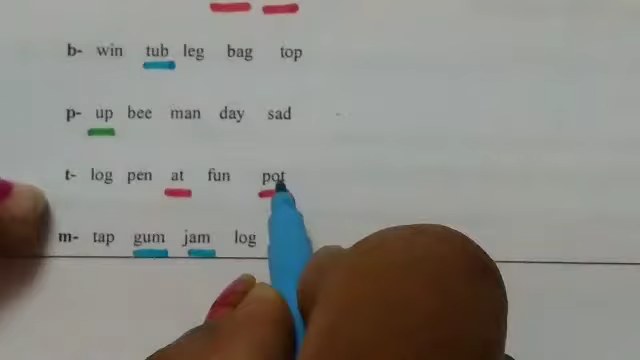 b- win tub leg bag top
p- up bee man day sad
t- log pen at fun pot
m- tap gum jam log